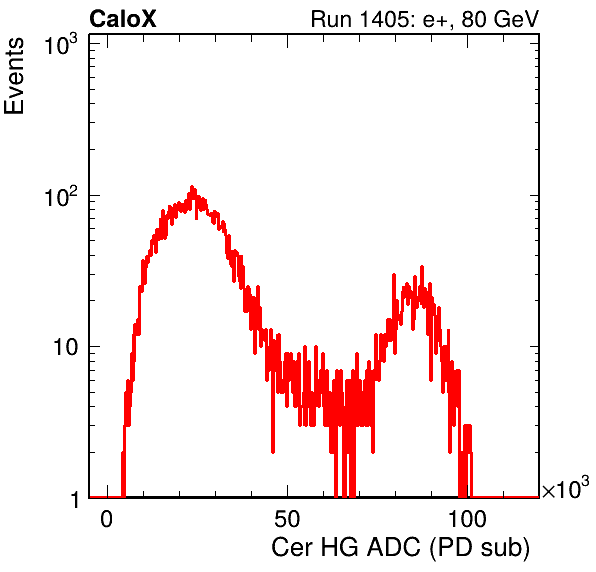 CaloX Run 1405: e+, 80 GeV
Events
10³
10²
10
1
0 50 100 ×10³
Cer HG ADC (PD sub)